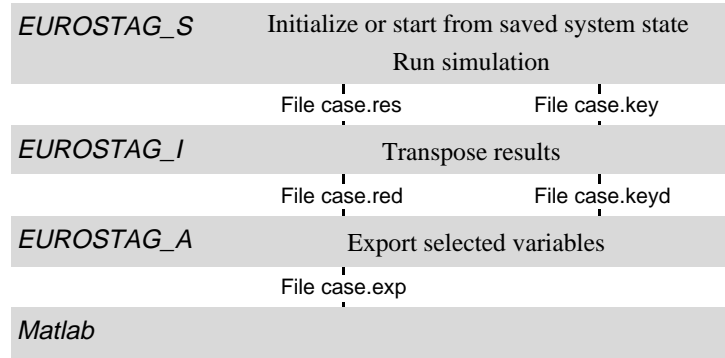 EUROSTAG_S Initialize or start from saved system state
Run simulation
File case.res File case.key
EUROSTAG_I Transpose results
File case.red File case.keyd
EUROSTAG_A Export selected variables
File case.exp
Matlab